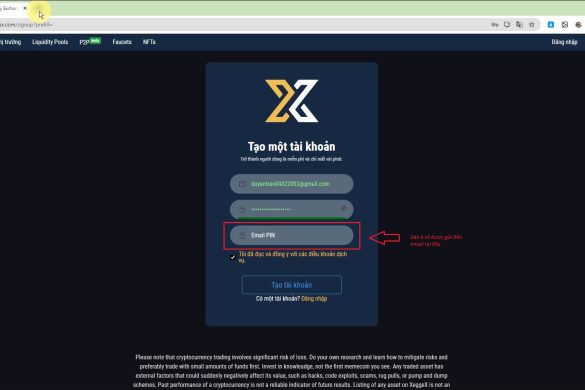 gy Exchan
x.com/signup?prefill=
hị trường Liquidity Pools P2P beta Faucets NFTs Đăng nhập
Tạo một tài khoản
Trở thành người dùng là miễn phí và chỉ mất vài phút.
duyentran04022002@gmail.com
Email PIN
Dán 6 số được gửi đến
email tại đây
Tôi đã đọc và đồng ý với các điều khoản dịch
vụ.
Tạo tài khoản
Có một tài khoản? Đăng nhập
Please note that cryptocurrency trading involves significant risk of loss. Do your own research and learn how to mitigate risks and
preferably trade with small amounts of funds first. Invest in knowledge, not the first memecoin you see. Any traded asset has
external factors that could suddenly negatively affect its value, such as hacks, code exploits, scams, rug pulls, or pump and dump
schemes. Past performance of a cryptocurrency is not a reliable indicator of future results. Listing of any asset on XeggeX is not an